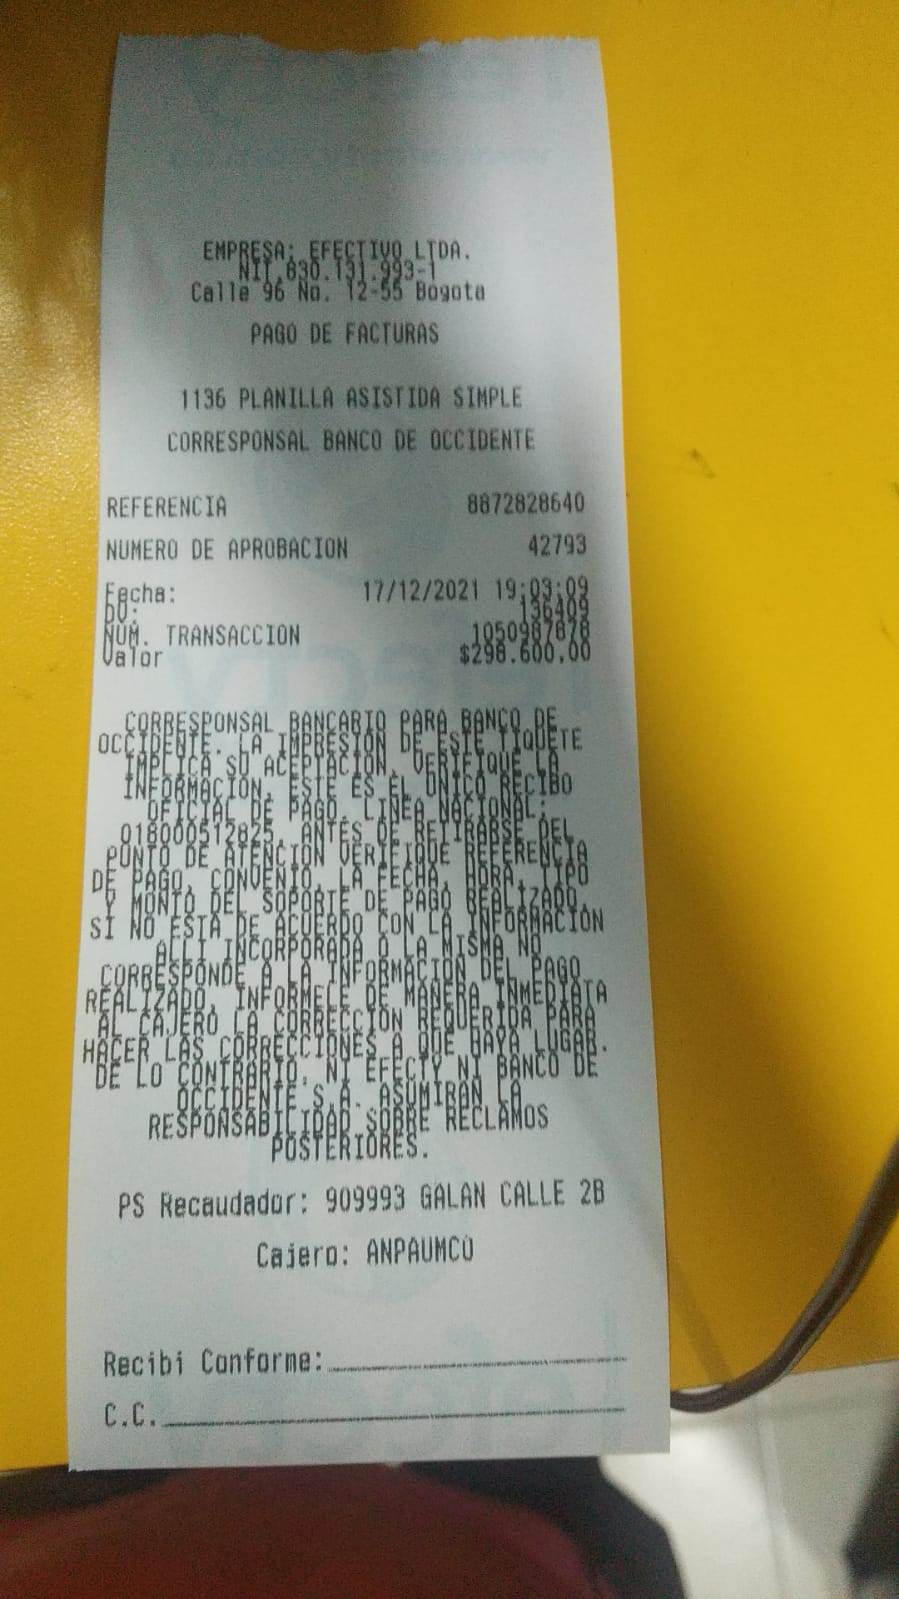 EMPRESA: EFECTIVO LTDA.
NIT.830.131.993-1
Calle 96 No. 12-55 Bogota
PAGO DE FACTURAS
1136 PLANILLA ASISTIDA SIMPLE
CORRESPONSAL BANCO DE OCCIDENTE
REFERENCIA 8872828640
NUMERO DE APROBACION 42793
Fecha: 17/12/2021 19:03:09
DV: 136409
NUM. TRANSACCION 1050987878
Valor $298.600,00
CORRESPONSAL BANCARIO PARA BANCO DE
OCCIDENTE. LA IMPRESION DE ESTE TIQUETE
IMPLICA SU ACEPTACION, VERIFIQUE LA
INFORMACION, ESTE ES EL UNICO RECIBO
OFICIAL DE PAGO. LINEA NACIONAL:
018000512825. ANTES DE RETIRARSE DEL
PUNTO DE ATENCION VERIFIQUE REFERENCIA
DE PAGO, CONVENIO, LA FECHA, HORA, TIPO
Y MONTO DEL SOPORTE DE PAGO REALIZADO,
SI NO ESTA DE ACUERDO CON LA INFORMACION
ALLI INCORPORADA O LA MISMA NO
CORRESPONDE A LA INFORMACION DEL PAGO
REALIZADO, INFORMELE DE MANERA INMEDIATA
AL CAJERO LA CORRECCION REQUERIDA PARA
HACER LAS CORRECCIONES A QUE HAYA LUGAR.
DE LO CONTRARIO, NI EFECTY NI BANCO DE
OCCIDENTE S.A. ASUMIRAN LA
RESPONSABILIDAD SOBRE RECLAMOS
POSTERIORES.
PS Recaudador: 909993 GALAN CALLE 2B
Cajero: ANPAUMCU
Recibi Conforme:
C.C.